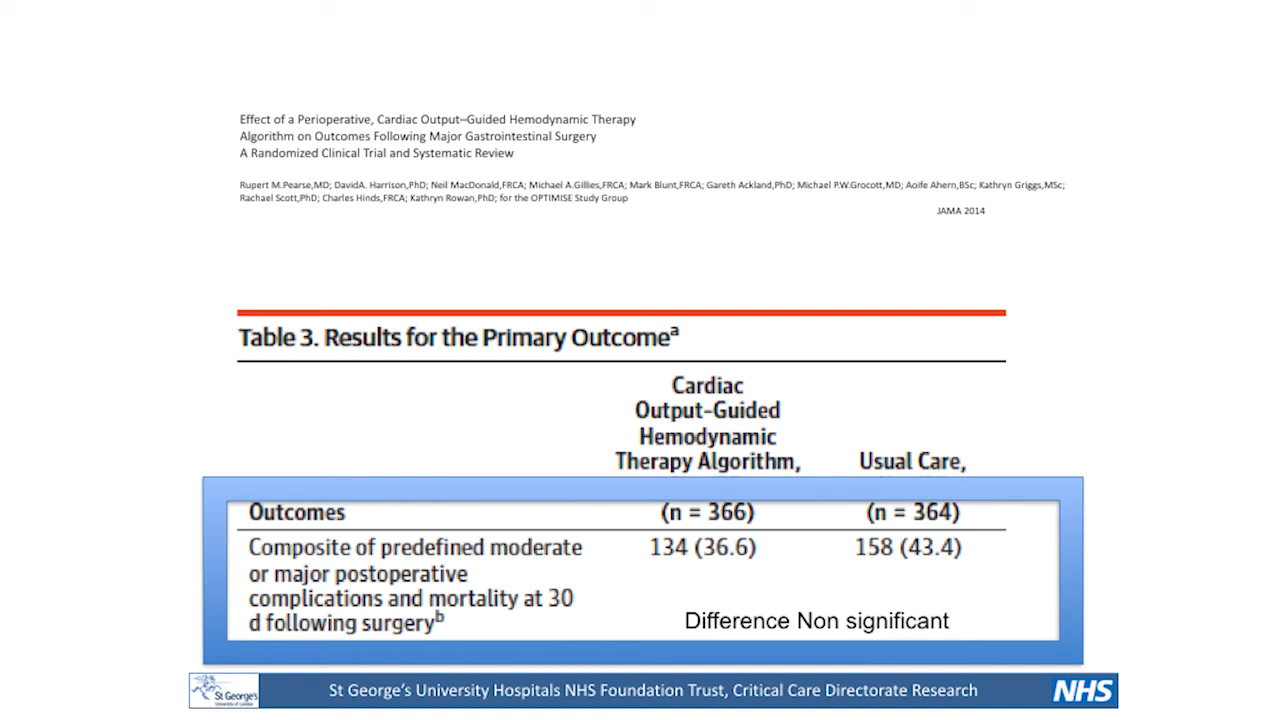 Effect of a Perioperative, Cardiac Output–Guided Hemodynamic Therapy
Algorithm on Outcomes Following Major Gastrointestinal Surgery
A Randomized Clinical Trial and Systematic Review
Rupert M.Pearse,MD; DavidA. Harrison,PhD; Neil MacDonald,FRCA; Michael A.Gillies,FRCA; Mark Blunt,FRCA; Gareth Ackland,PhD; Michael P.W.Grocott,MD; Aoife Ahern,BSc; Kathryn Griggs,MSc;
Rachael Scott,PhD; Charles Hinds,FRCA; Kathryn Rowan,PhD; for the OPTIMISE Study Group
JAMA 2014
Table 3. Results for the Primary Outcomeª
Cardiac
Output–Guided
Hemodynamic
Therapy Algorithm, Usual Care,
Outcomes (n = 366) (n = 364)
Composite of predefined moderate 134 (36.6) 158 (43.4)
or major postoperative
complications and mortality at 30
d following surgeryᵇ
Difference Non significant
St George's
University of London
St George's University Hospitals NHS Foundation Trust, Critical Care Directorate Research
NHS